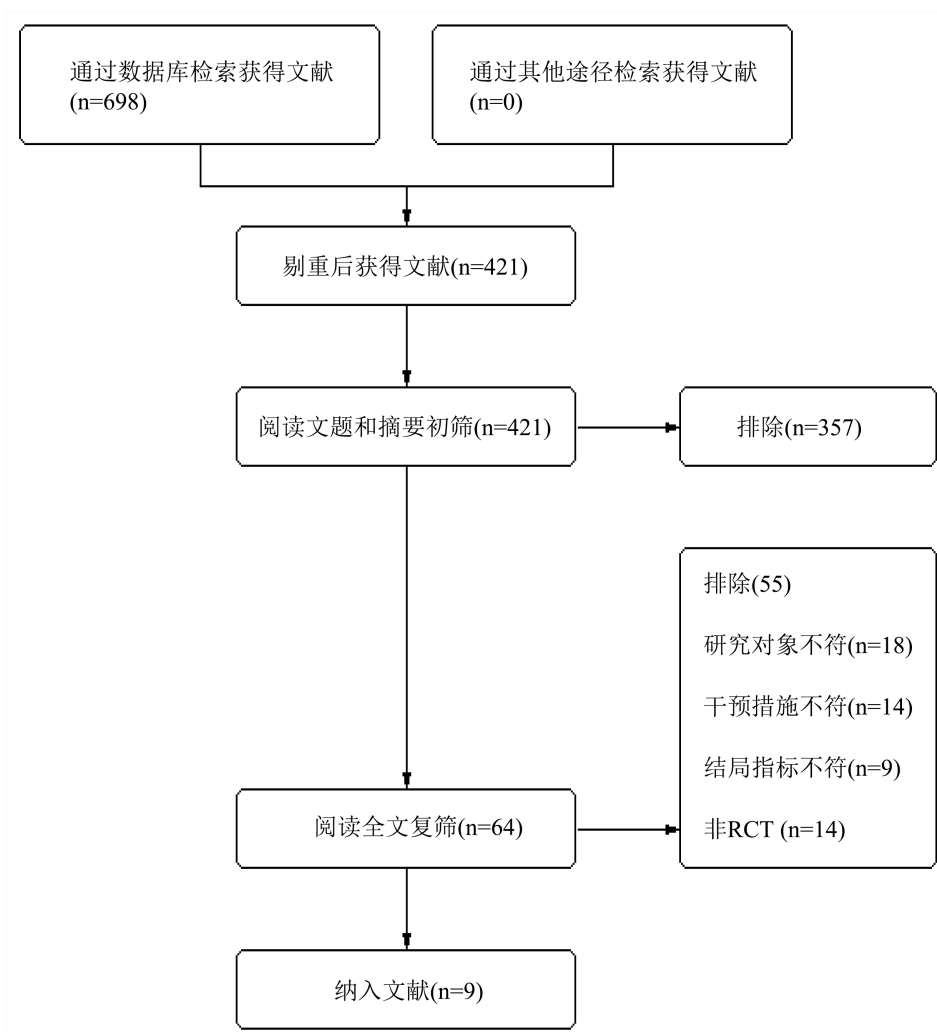 通过数据库检索获得文献
(n=698)
通过其他途径检索获得文献
(n=0)
剔重后获得文献(n=421)
阅读文题和摘要初筛(n=421)
排除(n=357)
排除(55)
研究对象不符(n=18)
干预措施不符(n=14)
结局指标不符(n=9)
非RCT (n=14)
阅读全文复筛(n=64)
纳入文献(n=9)